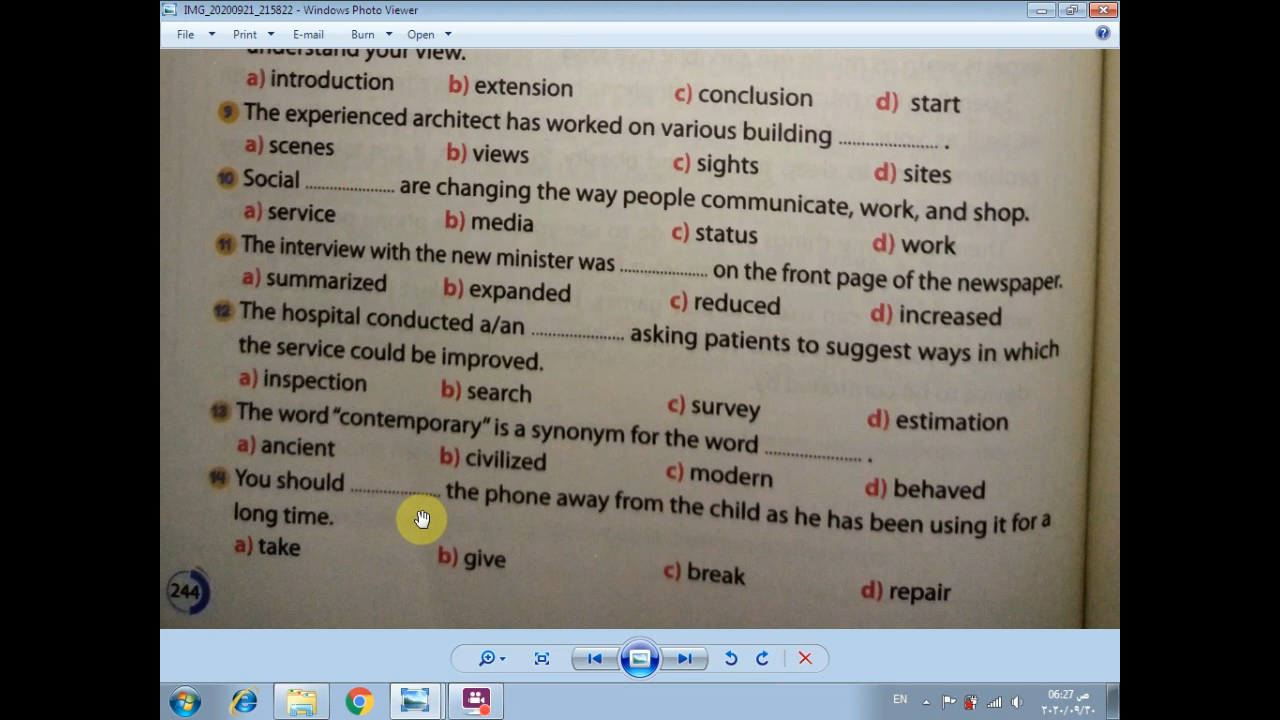 IMG_20200921_215822 - Windows Photo Viewer
File Print E-mail Burn Open
understand your view.
a) introduction b) extension c) conclusion d) start
9 The experienced architect has worked on various building .................... .
a) scenes b) views c) sights d) sites
10 Social .................. are changing the way people communicate, work, and shop.
a) service b) media c) status d) work
11 The interview with the new minister was .................. on the front page of the newspaper.
a) summarized b) expanded c) reduced d) increased
12 The hospital conducted a/an ................... asking patients to suggest ways in which
the service could be improved.
a) inspection b) search c) survey d) estimation
13 The word "contemporary" is a synonym for the word .................... .
a) ancient b) civilized c) modern d) behaved
14 You should .................. the phone away from the child as he has been using it for a
long time.
a) take b) give c) break d) repair
244
EN
06:27 ص
٢٠٢٠/٠٩/٣٠